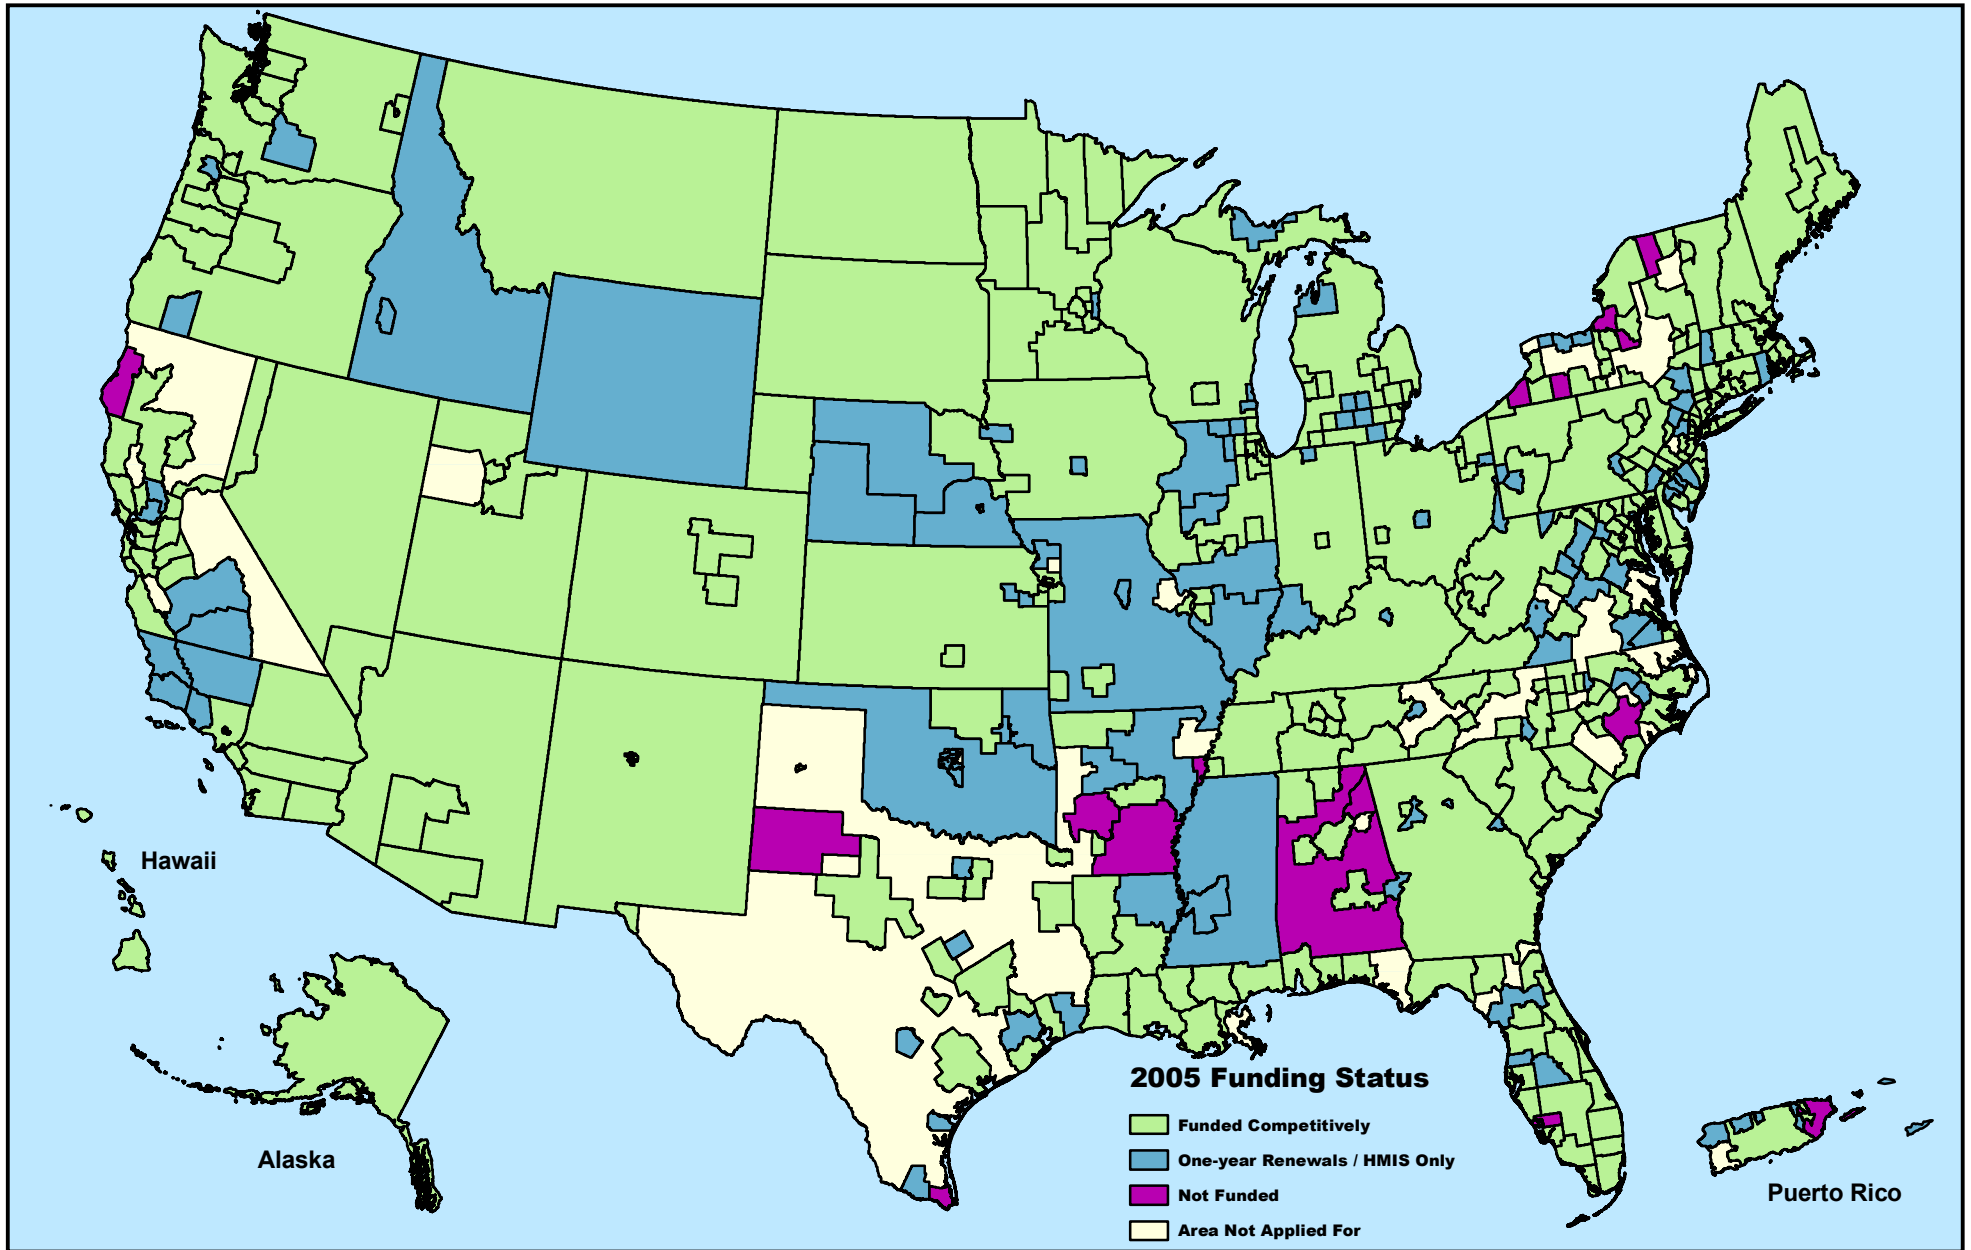 Hawaii
Alaska
2005 Funding Status
Funded Competitively
One-year Renewals / HMIS Only
Not Funded
Area Not Applied For
Puerto Rico